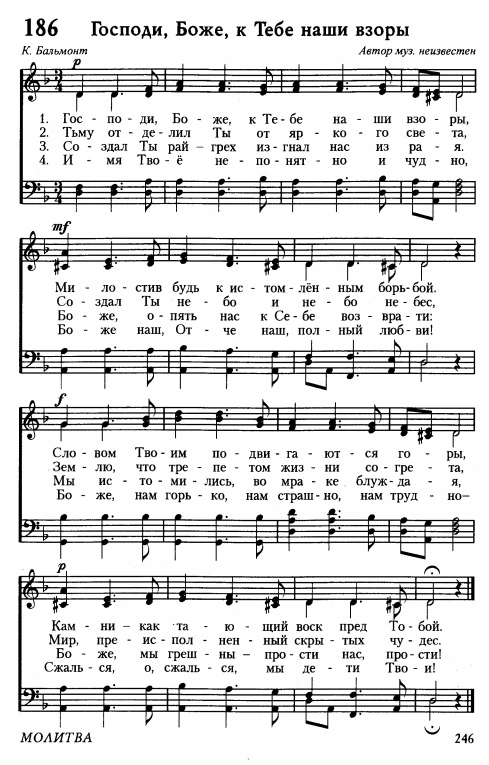 186 Господи, Боже, к Тебе наши взоры
К. Бальмонт Автор муз. неизвестен
p
1. Гос - по - ди, Бо - же, к Те - бе на - ши взо - ры,
2. Тьму от - де - лил Ты от яр - ко - го све - та,
3. Со - здал Ты рай - грех из - гнал нас из ра - я.
4. И - мя Тво - ё не - по - нят - но и чуд - но,
mf
Ми - ло - стив будь к ис - том - лён - ным борь - бой.
Со - здал Ты не - бо и не - бо не - бес,
Бо - же, о - пять нас к Се - бе воз - вра - ти:
Бо - же наш, От - че наш, пол - ный люб - ви!
f
Сло - вом Тво - им по - дви - га - ют - ся го - ры,
Зем - лю, что тре - пе - том жиз - ни со - гре - та,
Мы ис - то - ми - лись, во мра - ке блуж - да - я,
Бо - же, нам горь - ко, нам страш - но, нам труд - но—
p
Кам - ни - как та - ю - щий воск пред То - бой.
Мир, пре - ис - пол - нен - ный скры - тых чу - дес.
Бо - же, мы греш - ны - про - сти нас, про - сти!
Сжаль - ся, о, сжаль - ся, мы де - ти Тво - и!
МОЛИТВА 246